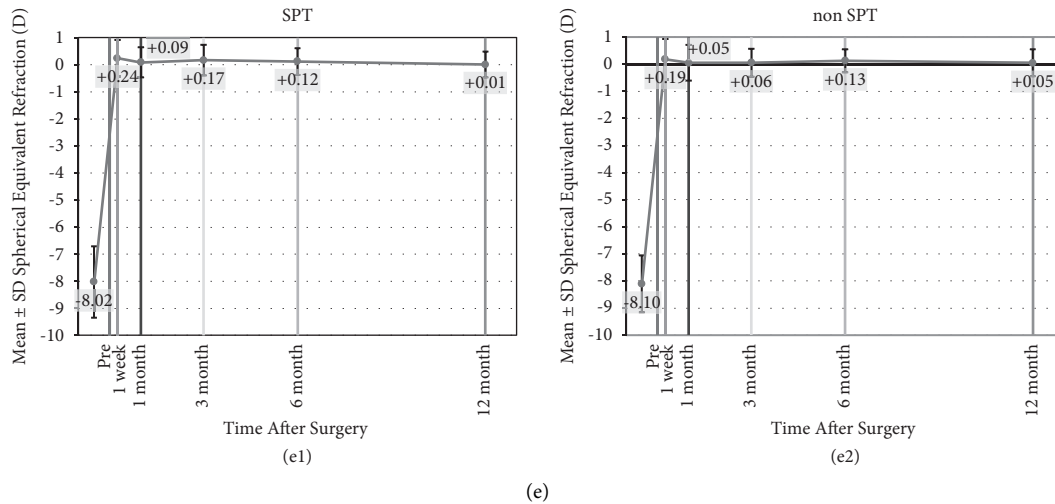 SPT
Mean ± SD Spherical Equivalent Refraction (D)
1
0
-1
-2
-3
-4
-5
-6
-7
-8
-9
-10
-8.02
+0.24
+0.09
+0.17
+0.12
+0.01
Pre
1 week
1 month
3 month
6 month
12 month
Time After Surgery
(e1)
non SPT
Mean ± SD Spherical Equivalent Refraction (D)
1
0
-1
-2
-3
-4
-5
-6
-7
-8
-9
-10
-8.10
+0.19
+0.05
+0.06
+0.13
+0.05
Pre
1 week
1 month
3 month
6 month
12 month
Time After Surgery
(e2)
(e)